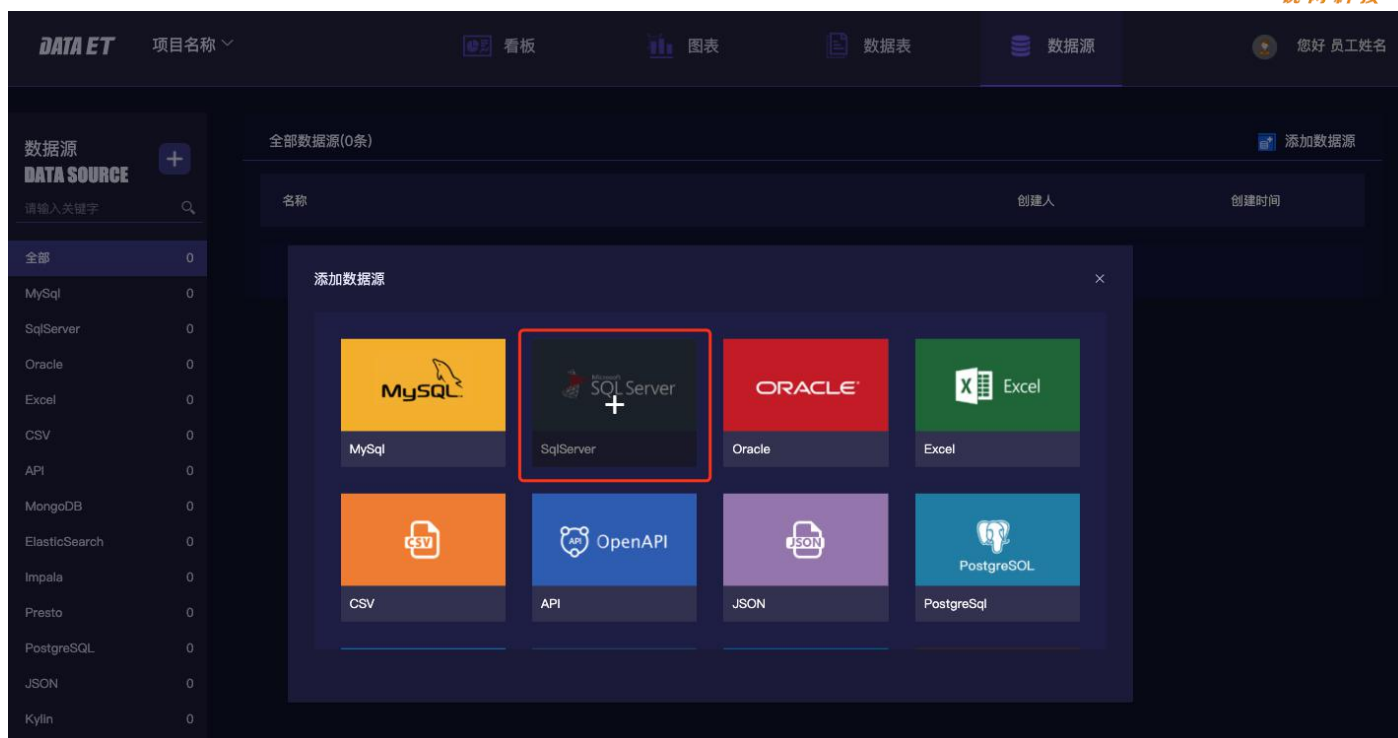 DATA ET 项目名称 看板 图表 数据表 数据源 您好 员工姓名
数据源
DATA SOURCE
请输入关键字
全部 0
MySql 0
SqlServer 0
Oracle 0
Excel 0
CSV 0
API 0
MongoDB 0
ElasticSearch 0
Impala 0
Presto 0
PostgreSQL 0
JSON 0
Kylin 0
全部数据源(0条) 添加数据源
名称 创建人 创建时间
添加数据源 ×
MySQL Microsoft SQL Server ORACLE X Excel
MySql SqlServer Oracle Excel
CSV API OpenAPI JSON PostgreSQL
CSV API JSON PostgreSql